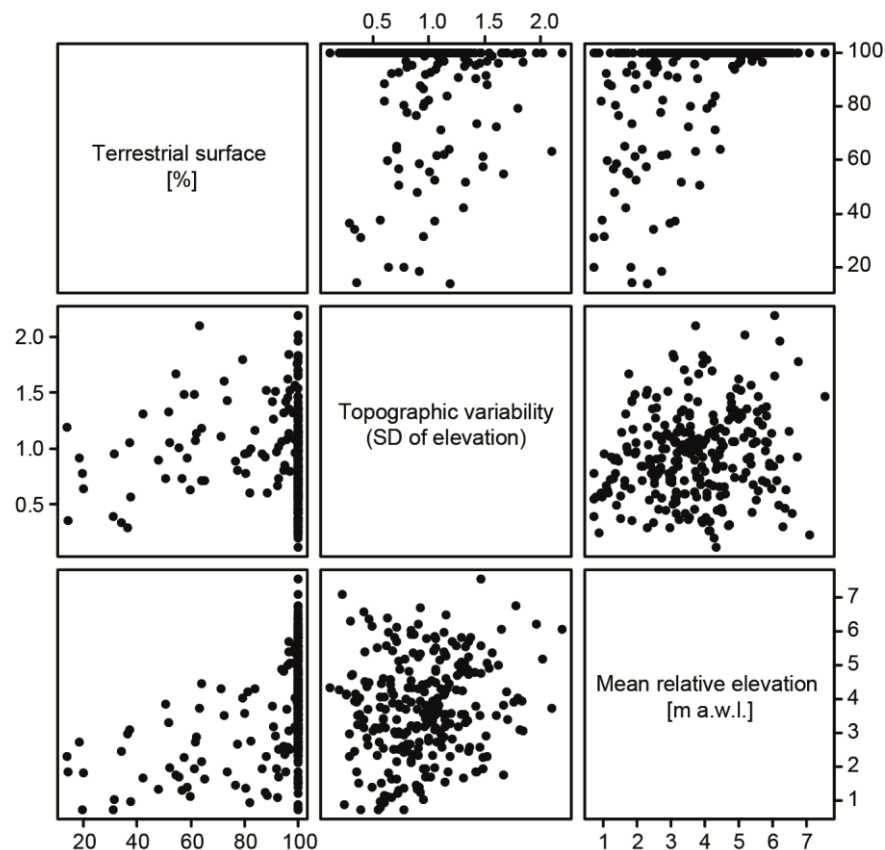 0.5 1.0 1.5 2.0
Terrestrial surface
[%]
100
80
60
40
20
2.0
1.5
1.0
0.5
Topographic variability
(SD of elevation)
Mean relative elevation
[m a.w.l.]
7
6
5
4
3
2
1
20 40 60 80 100
1 2 3 4 5 6 7